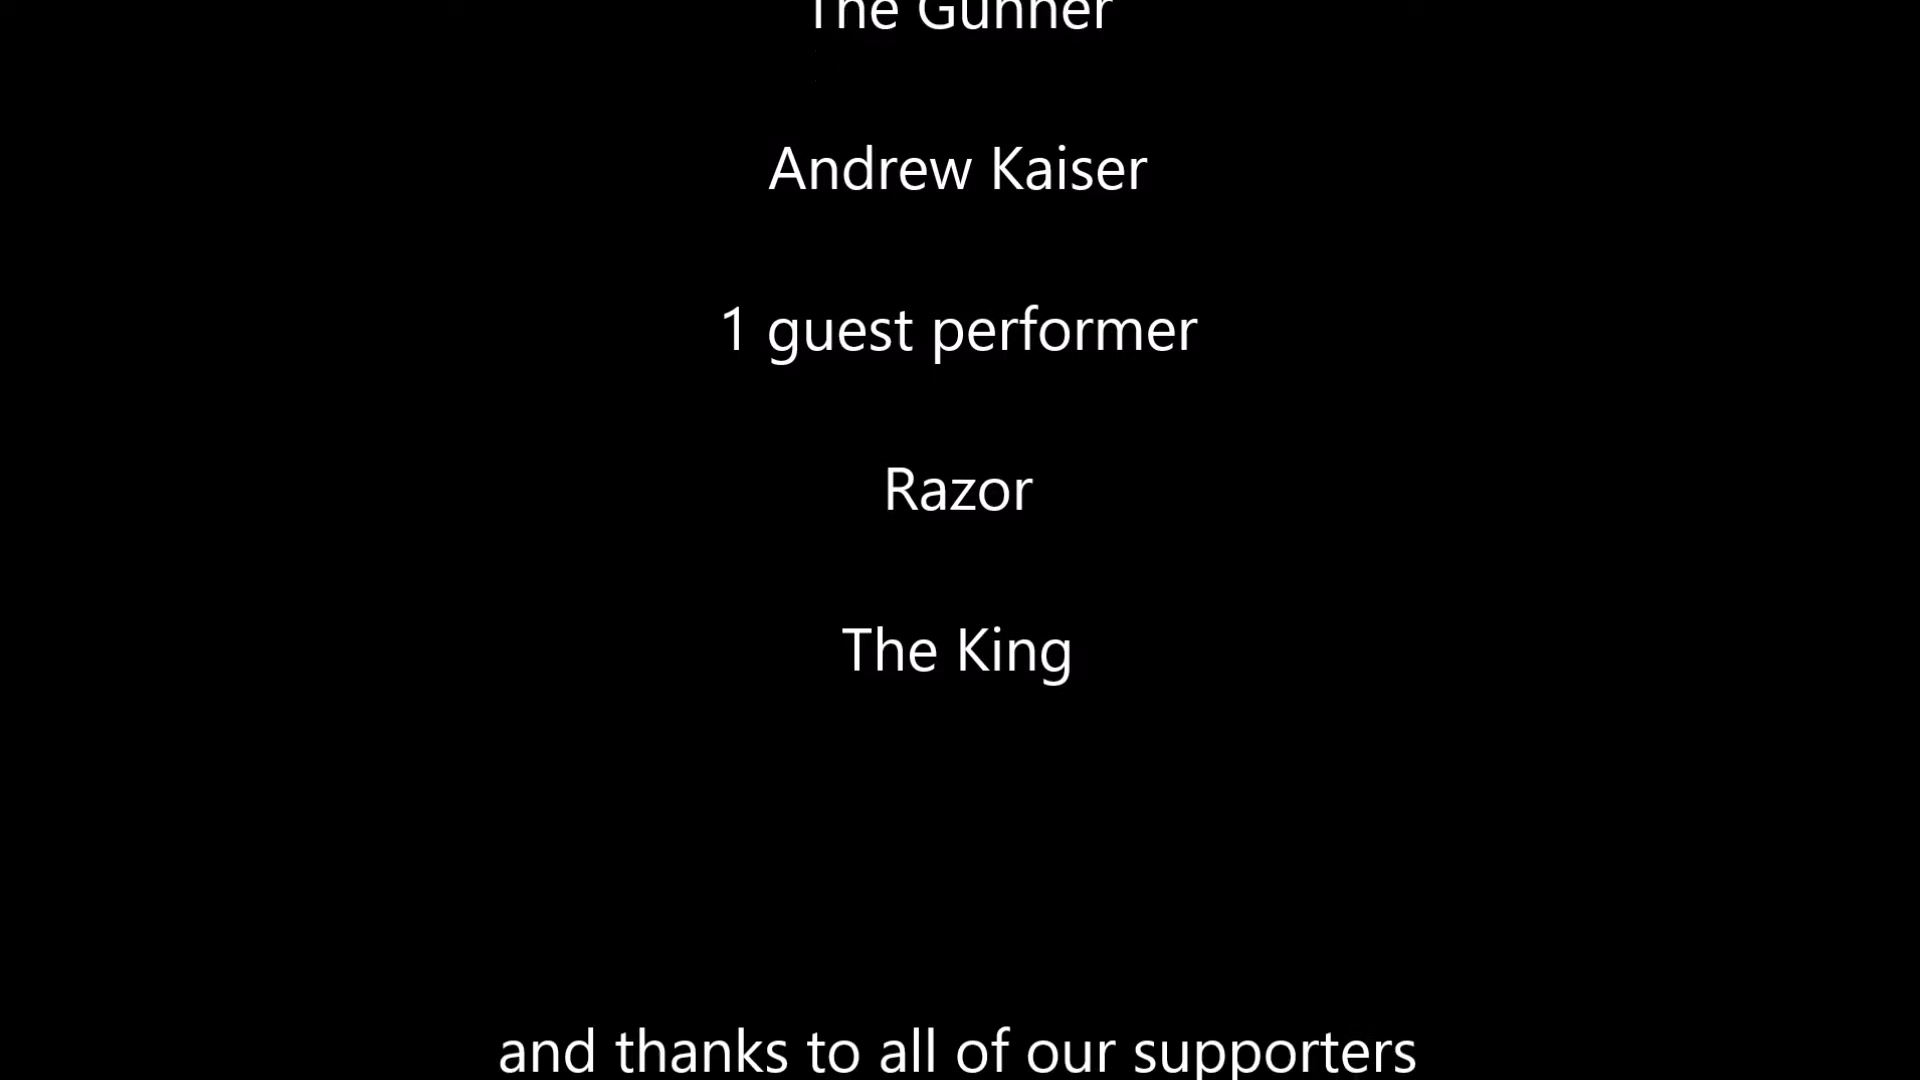 The Gunner
Andrew Kaiser
1 guest performer
Razor
The King
and thanks to all of our supporters